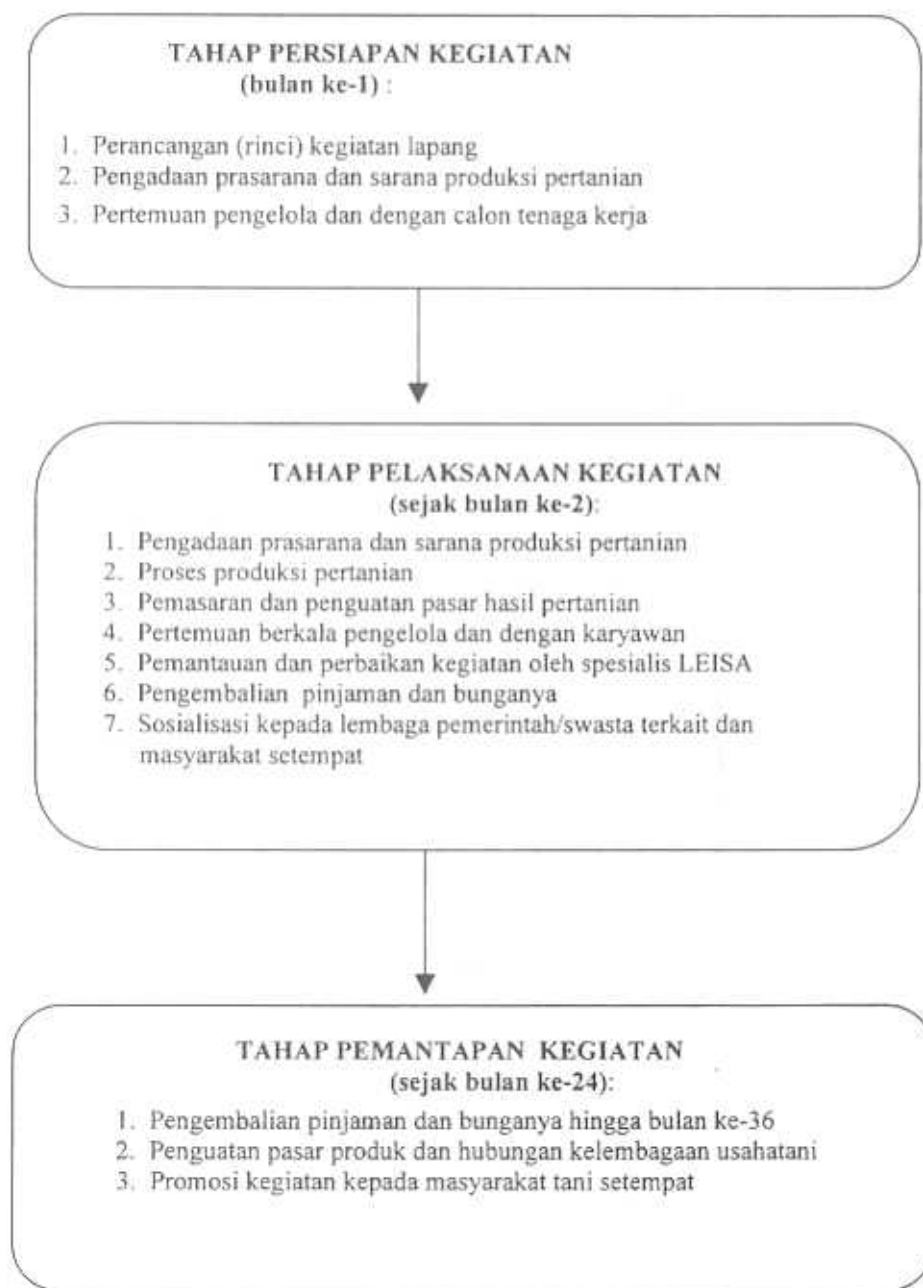 TAHAP PERSIAPAN KEGIATAN
(bulan ke-1) :
1. Perancangan (rinci) kegiatan lapang
2. Pengadaan prasarana dan sarana produksi pertanian
3. Pertemuan pengelola dan dengan calon tenaga kerja
TAHAP PELAKSANAAN KEGIATAN
(sejak bulan ke-2):
1. Pengadaan prasarana dan sarana produksi pertanian
2. Proses produksi pertanian
3. Pemasaran dan penguatan pasar hasil pertanian
4. Pertemuan berkala pengelola dan dengan karyawan
5. Pemantauan dan perbaikan kegiatan oleh spesialis LEISA
6. Pengembalian pinjaman dan bunganya
7. Sosialisasi kepada lembaga pemerintah/swasta terkait dan
masyarakat setempat
TAHAP PEMANTAPAN KEGIATAN
(sejak bulan ke-24):
1. Pengembalian pinjaman dan bunganya hingga bulan ke-36
2. Penguatan pasar produk dan hubungan kelembagaan usahatani
3. Promosi kegiatan kepada masyarakat tani setempat